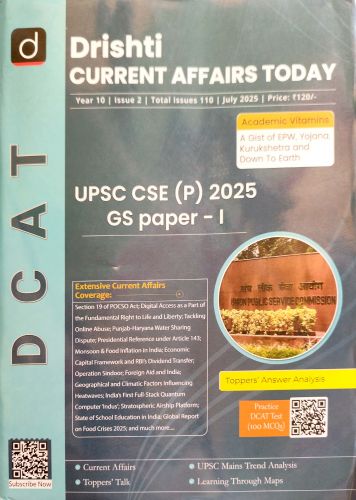 d
Drishti
CURRENT AFFAIRS TODAY
Year 10 | Issue 2 | Total Issues 110 | July 2025 | Price: ₹120/-
Academic Vitamins
A Gist of EPW, Yojana,
Kurukshetra and
Down To Earth
DCAT
UPSC CSE (P) 2025
GS paper - I
Extensive Current Affairs
Coverage:
Section 19 of POCSO Act; Digital Access as a Part of
the Fundamental Right to Life and Liberty; Tackling
Online Abuse; Punjab-Haryana Water Sharing
Dispute; Presidential Reference under Article 143;
Monsoon & Food Inflation in India; Economic
Capital Framework and RBI's Dividend Transfer;
Operation Sindoor; Foreign Aid and India;
Geographical and Climatic Factors Influencing
Heatwaves; India's First Full-Stack Quantum
Computer 'Indus'; Stratospheric Airship Platform;
State of School Education in India; Global Report
on Food Crises 2025; and much more....
संघ लोक सेवा आयोग
UNION PUBLIC SERVICE COMMISSION
Toppers' Answer Analysis
Practice
DCAT Test
(100 MCQs)
Subscribe Now
• Current Affairs
• UPSC Mains Trend Analysis
• Toppers' Talk
• Learning Through Maps